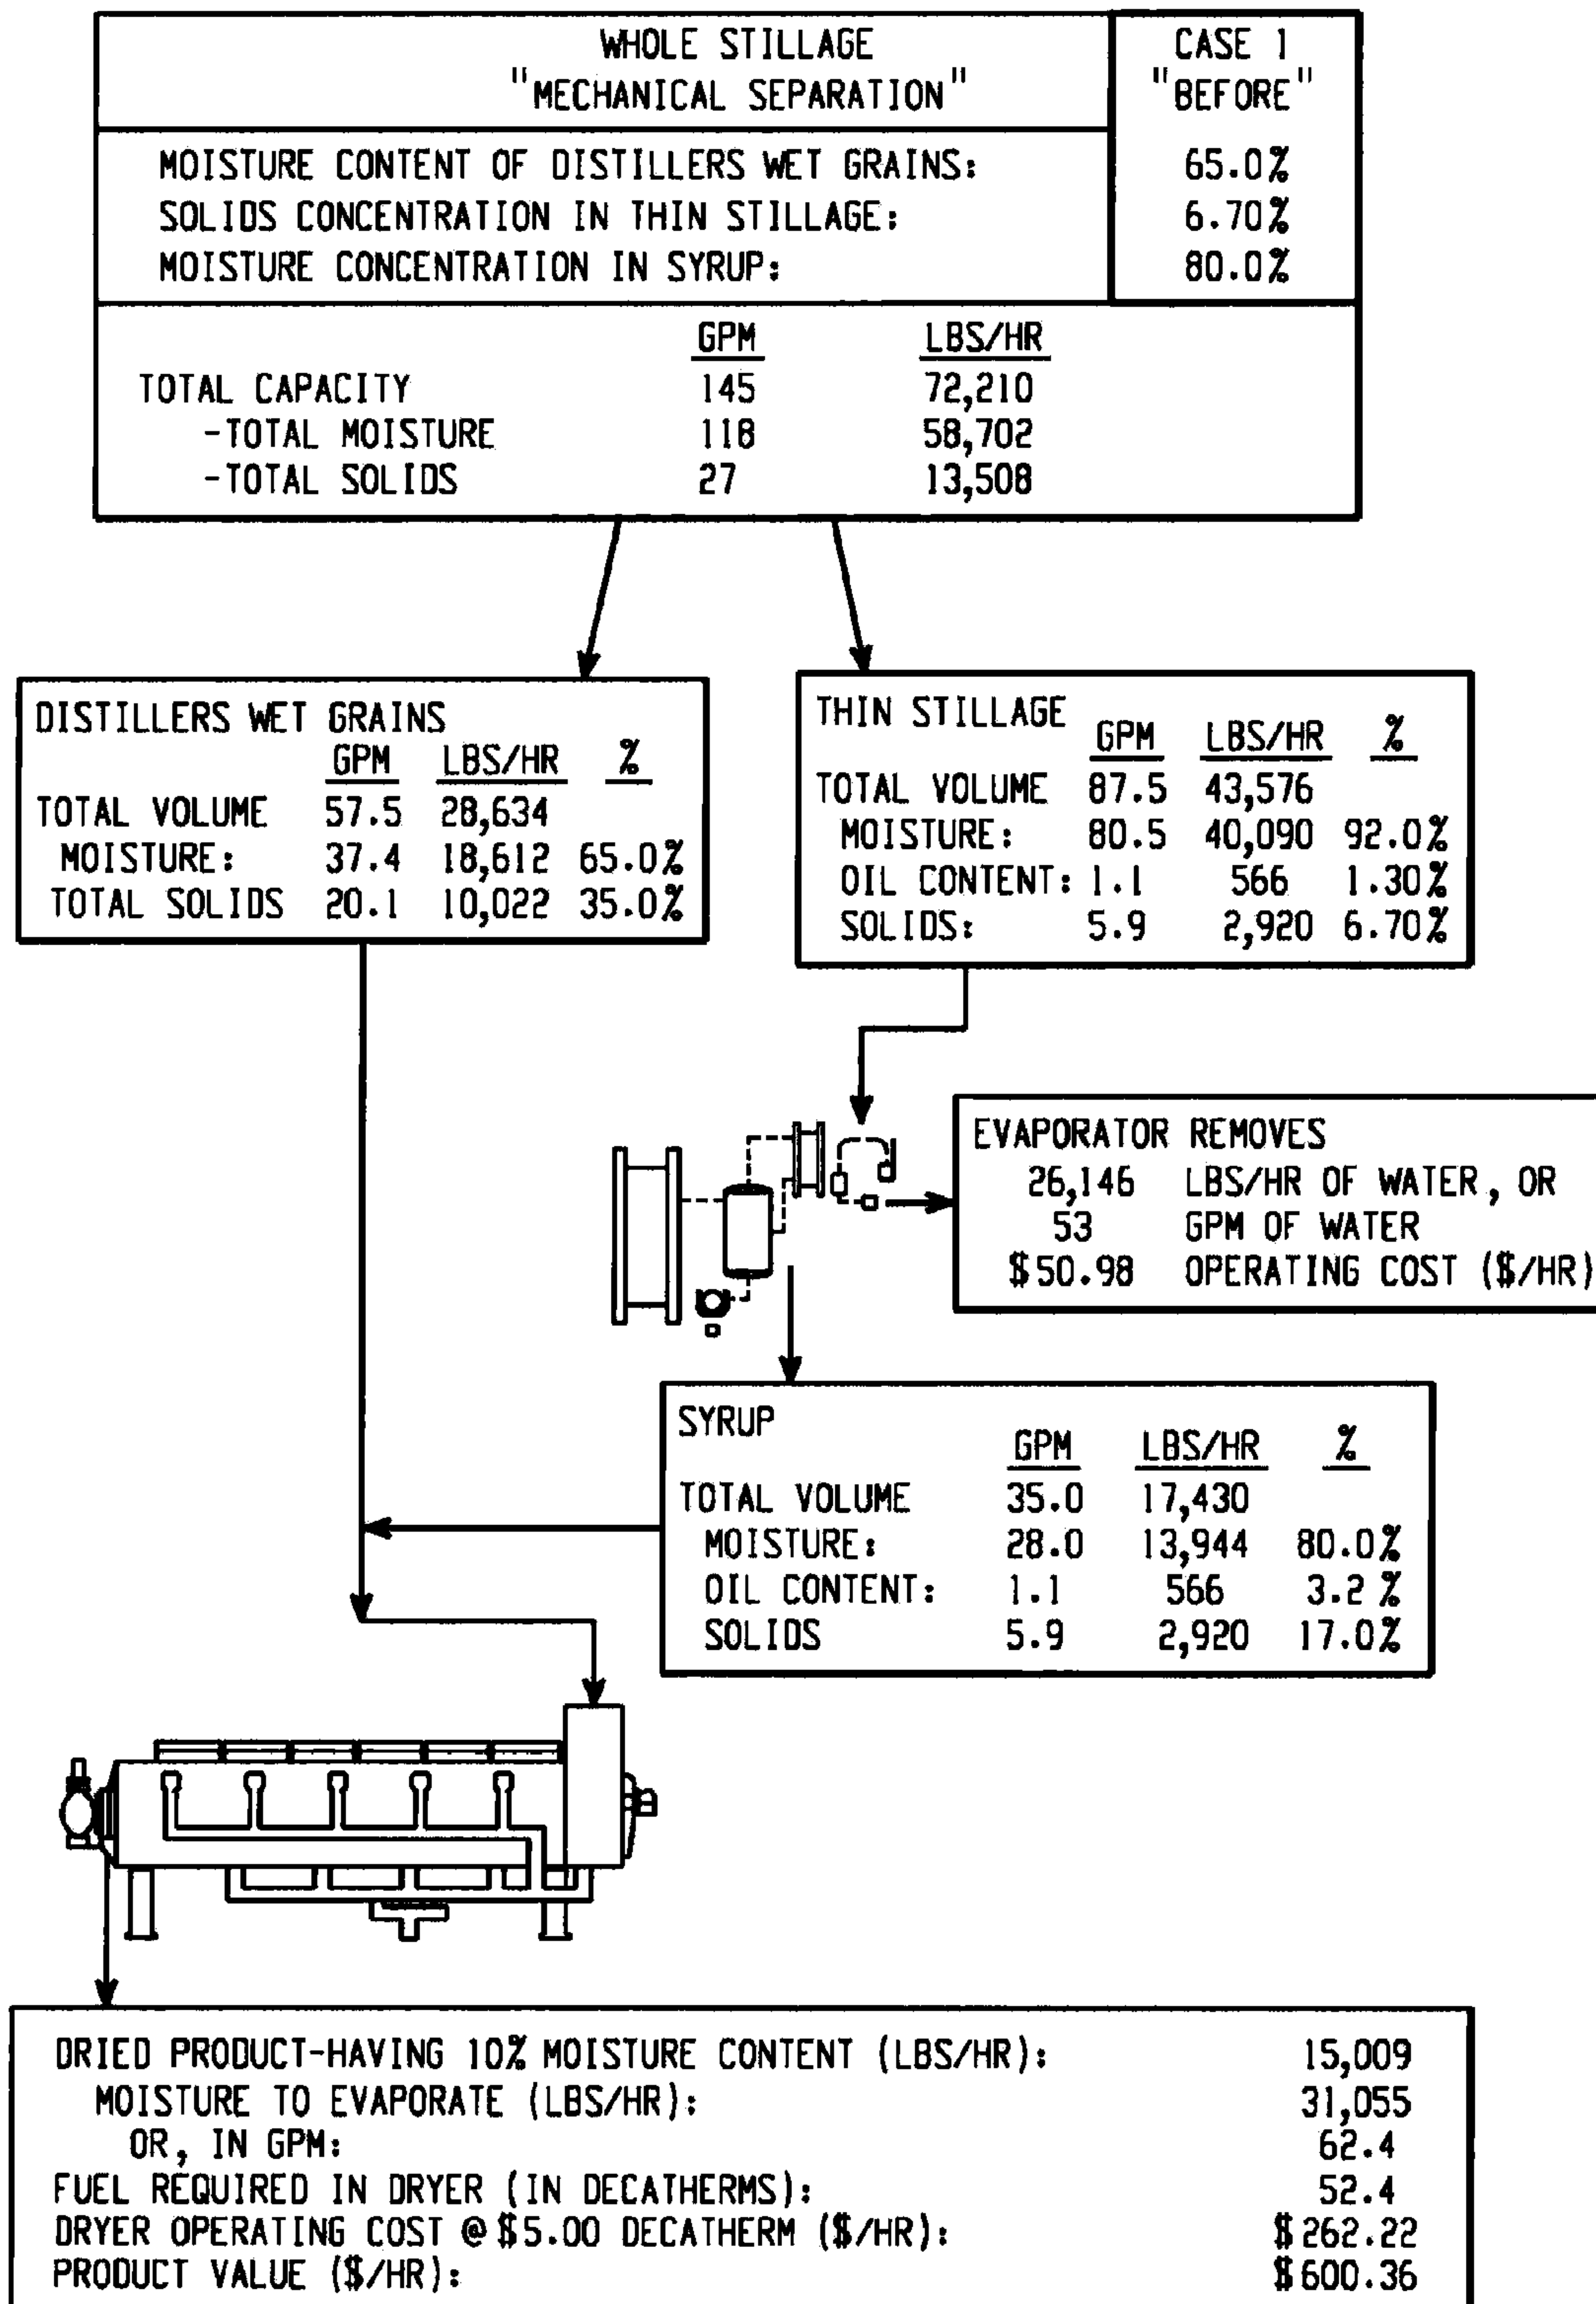 WHOLE STILLAGE
"MECHANICAL SEPARATION"
CASE 1
"BEFORE"
MOISTURE CONTENT OF DISTILLERS WET GRAINS: 65.0%
SOLIDS CONCENTRATION IN THIN STILLAGE: 6.70%
MOISTURE CONCENTRATION IN SYRUP: 80.0%
GPM LBS/HR
TOTAL CAPACITY 145 72,210
-TOTAL MOISTURE 118 58,702
-TOTAL SOLIDS 27 13,508
DISTILLERS WET GRAINS
GPM LBS/HR %
TOTAL VOLUME 57.5 28,634
MOISTURE: 37.4 18,612 65.0%
TOTAL SOLIDS 20.1 10,022 35.0%
THIN STILLAGE GPM LBS/HR %
TOTAL VOLUME 87.5 43,576
MOISTURE: 80.5 40,090 92.0%
OIL CONTENT: 1.1 566 1.30%
SOLIDS: 5.9 2,920 6.70%
EVAPORATOR REMOVES
26,146 LBS/HR OF WATER, OR
53 GPM OF WATER
$50.98 OPERATING COST ($/HR)
SYRUP
GPM LBS/HR %
TOTAL VOLUME 35.0 17,430
MOISTURE: 28.0 13,944 80.0%
OIL CONTENT: 1.1 566 3.2 %
SOLIDS 5.9 2,920 17.0%
DRIED PRODUCT-HAVING 10% MOISTURE CONTENT (LBS/HR): 15,009
MOISTURE TO EVAPORATE (LBS/HR): 31,055
OR, IN GPM: 62.4
FUEL REQUIRED IN DRYER (IN DECATHERMS): 52.4
DRYER OPERATING COST @ $5.00 DECATHERM ($/HR): $262.22
PRODUCT VALUE ($/HR): $600.36